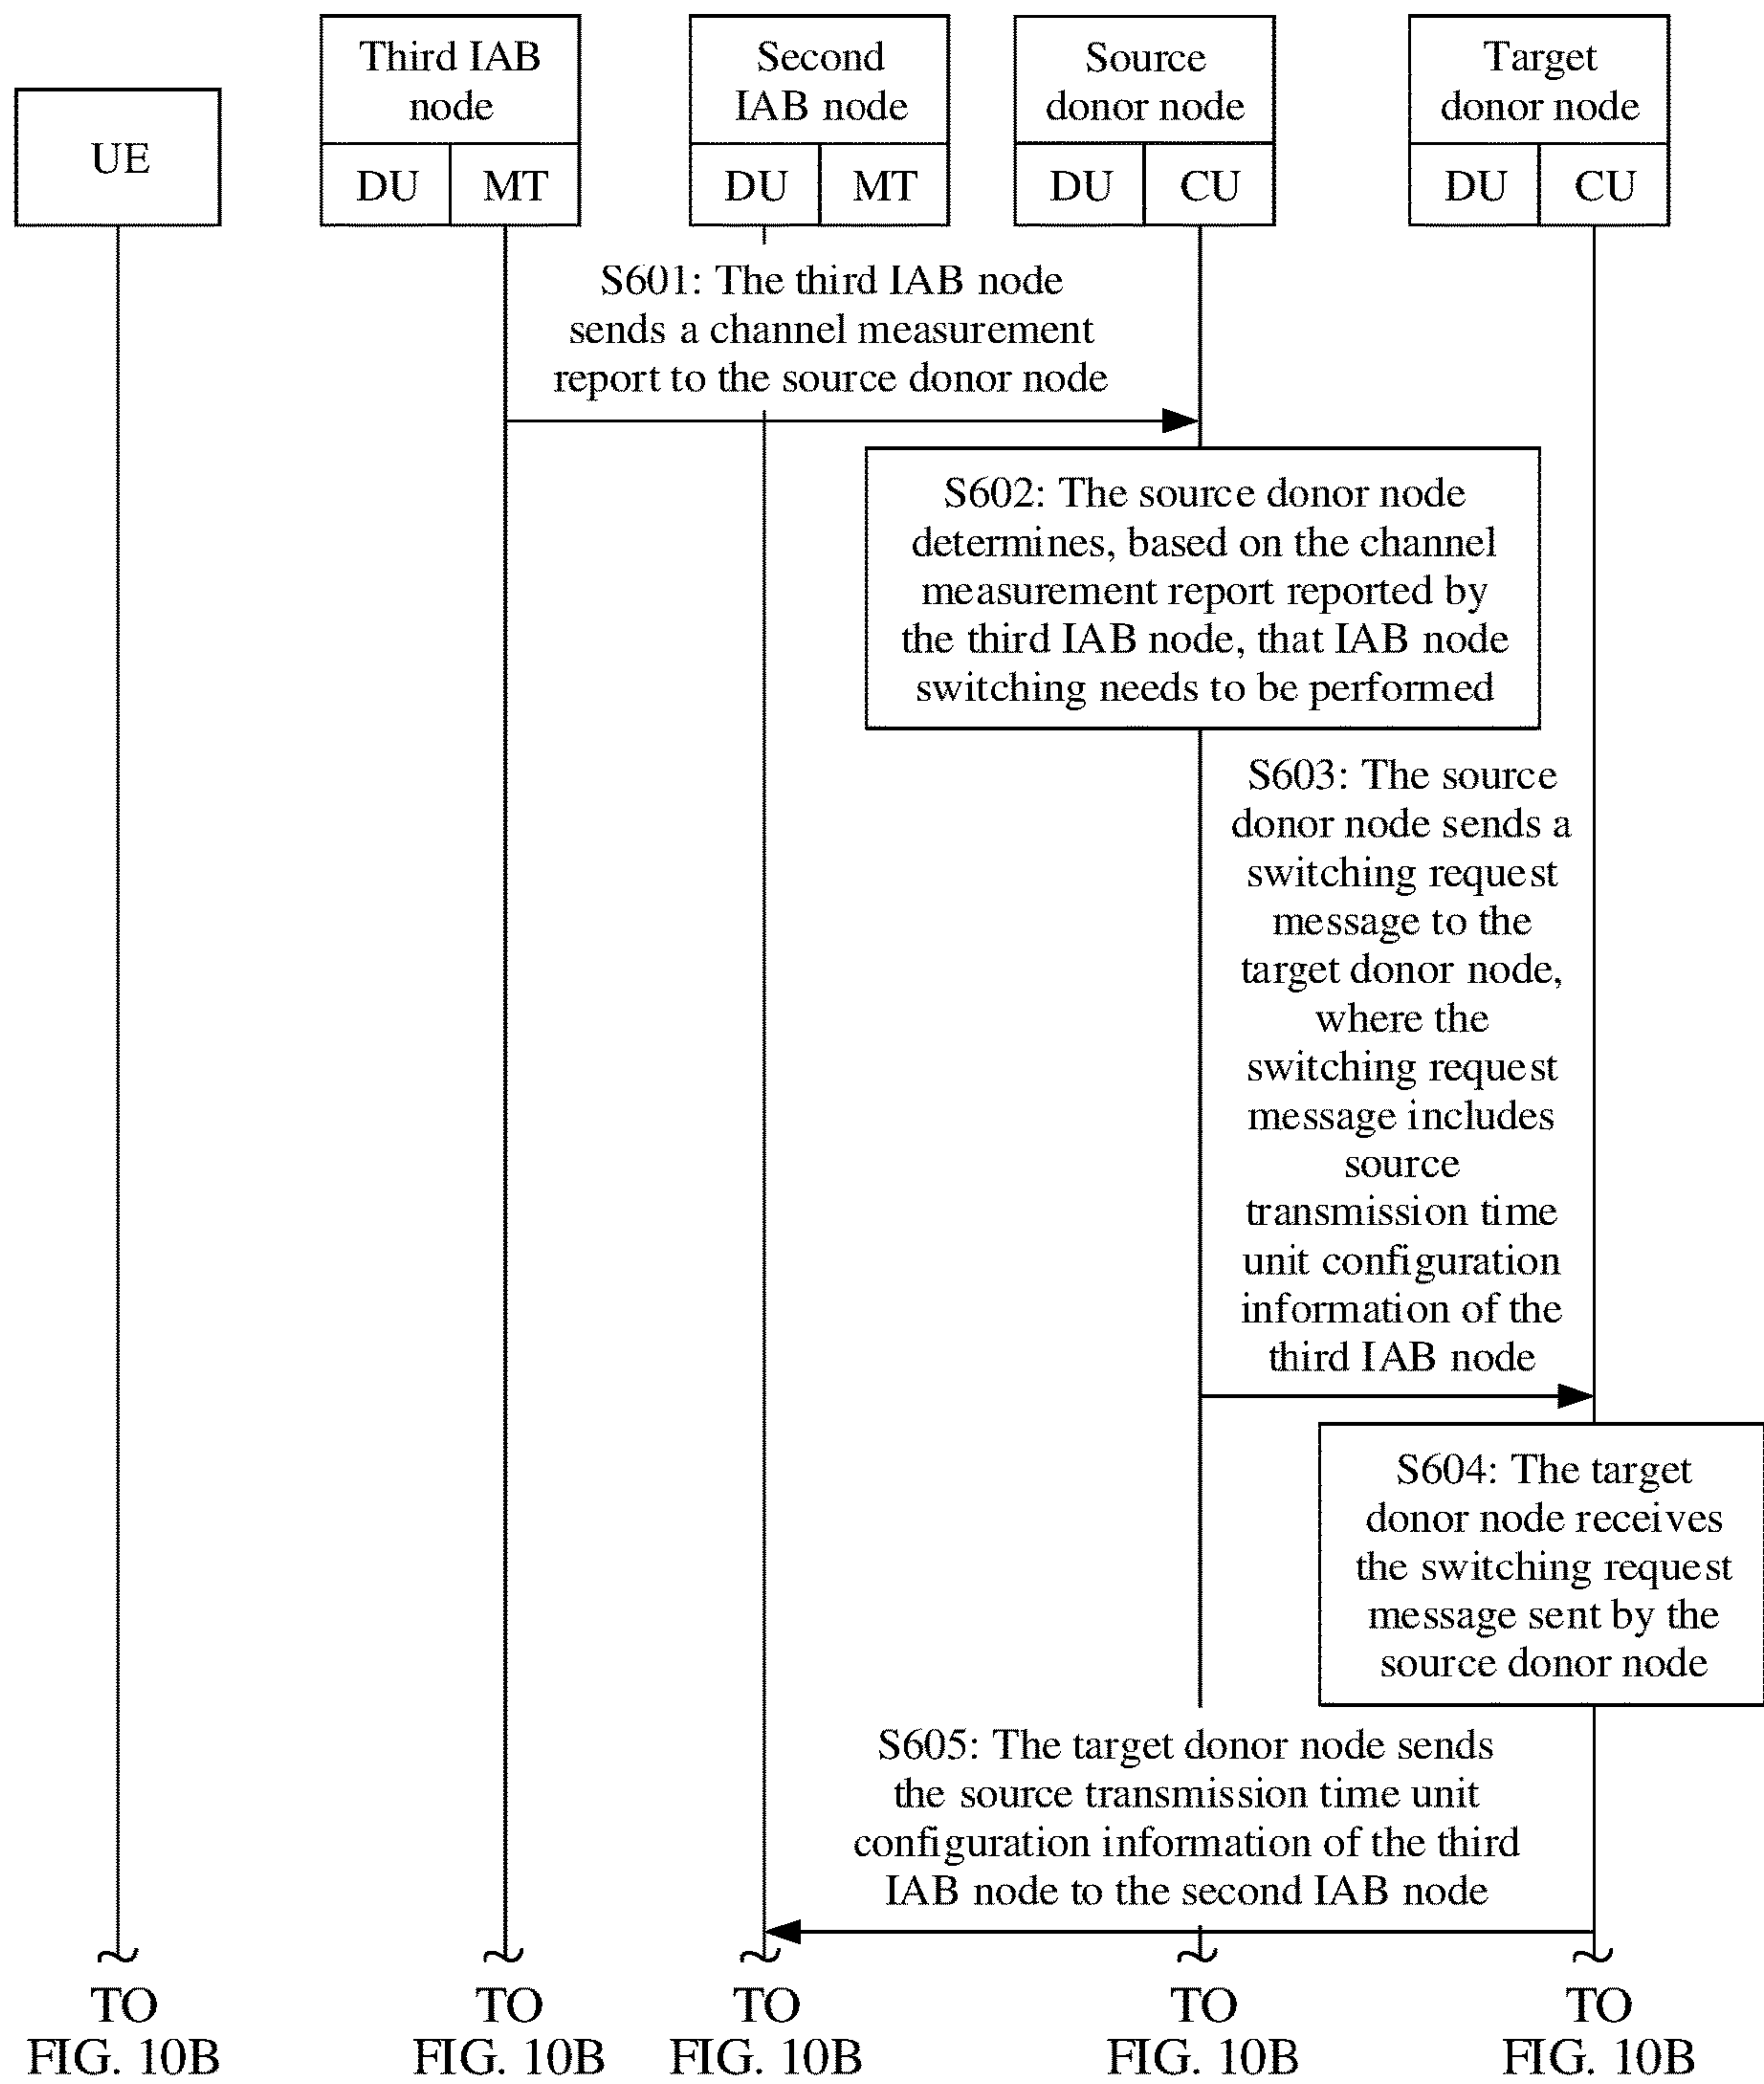 UE
Third IAB
node
DU
MT
Second
IAB node
DU
MT
Source
donor node
DU
CU
Target
donor node
DU
CU
S601: The third IAB node
sends a channel measurement
report to the source donor node
S602: The source donor node
determines, based on the channel
measurement report reported by
the third IAB node, that IAB node
switching needs to be performed
S603: The source
donor node sends a
switching request
message to the
target donor node,
where the
switching request
message includes
source
transmission time
unit configuration
information of the
third IAB node
S604: The target
donor node receives
the switching request
message sent by the
source donor node
S605: The target donor node sends
the source transmission time unit
configuration information of the third
IAB node to the second IAB node
TO
FIG. 10B
TO
FIG. 10B
TO
FIG. 10B
TO
FIG. 10B
TO
FIG. 10B